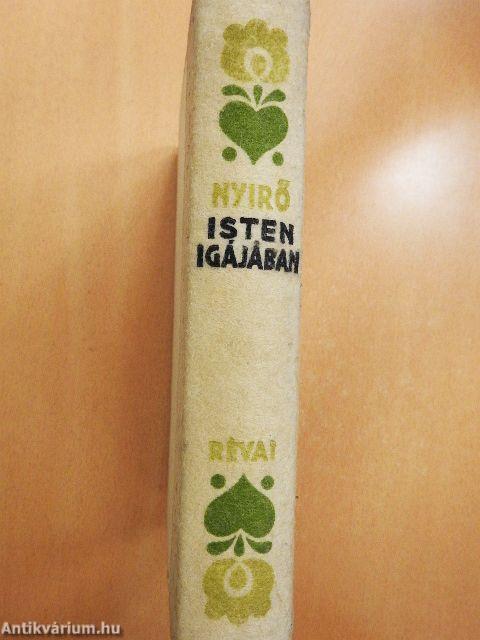 NYIRŐ
ISTEN
IGÁJÁBAN
RÉVAI
Antikvárium.hu